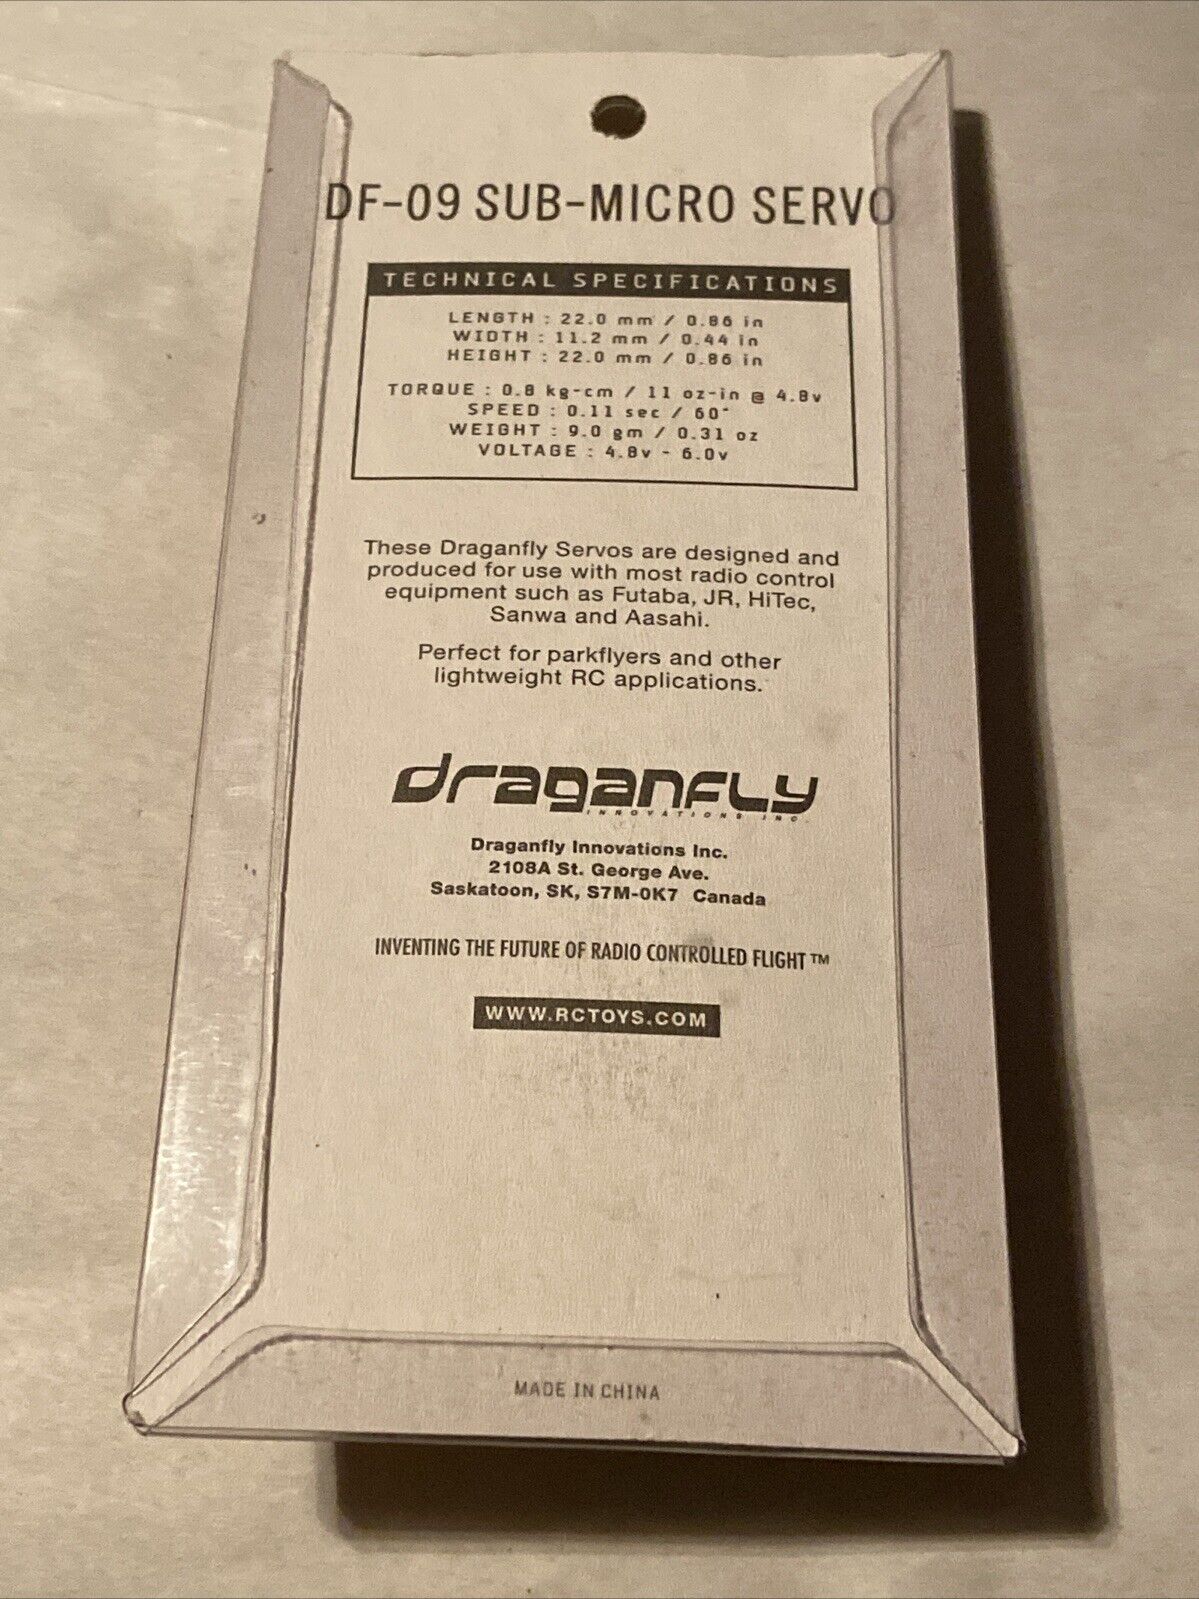 DF-09 SUB-MICRO SERVO
TECHNICAL SPECIFICATIONS
LENGTH : 22.0 mm / 0.86 in
WIDTH : 11.2 mm / 0.44 in
HEIGHT : 22.0 mm / 0.86 in
TORQUE : 0.8 kg-cm / 11 oz-in @ 4.8v
SPEED : 0.11 sec / 60°
WEIGHT : 9.0 gm / 0.31 oz
VOLTAGE : 4.8v - 6.0v
These Draganfly Servos are designed and
produced for use with most radio control
equipment such as Futaba, JR, HiTec,
Sanwa and Aasahi.
Perfect for parkflyers and other
lightweight RC applications.
draganfly
INNOVATIONS INC.
Draganfly Innovations Inc.
2108A St. George Ave.
Saskatoon, SK, S7M-0K7 Canada
INVENTING THE FUTURE OF RADIO CONTROLLED FLIGHT™
WWW.RCTOYS.COM
MADE IN CHINA